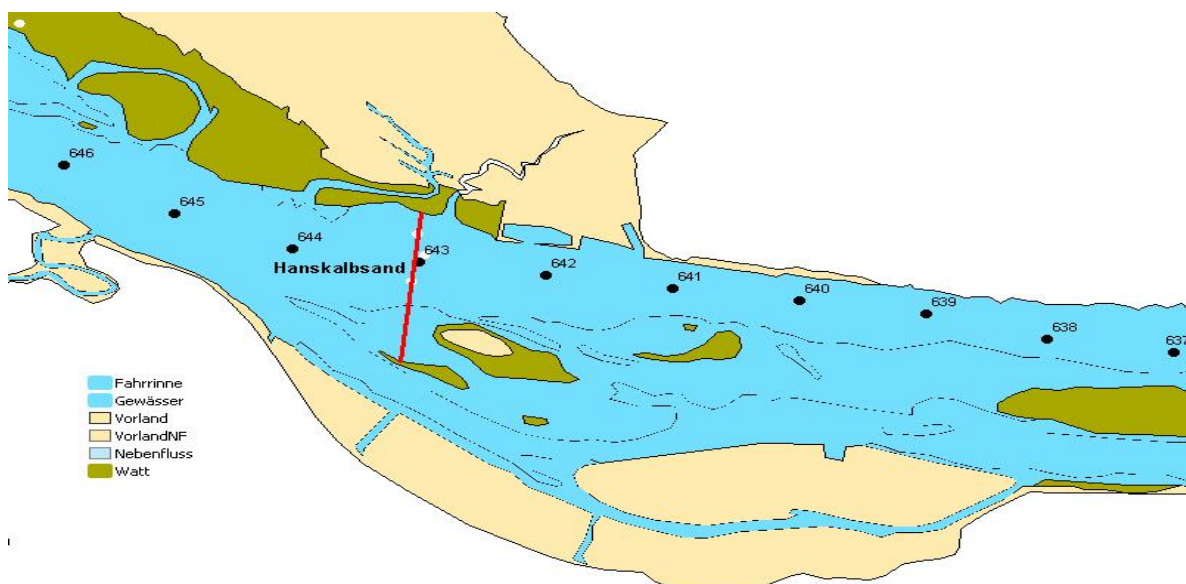 646
645
644
643
Hanskalbsand
642
641
640
639
638
637
Fahrrinne
Gewässer
Vorland
VorlandNF
Nebenfluss
Watt